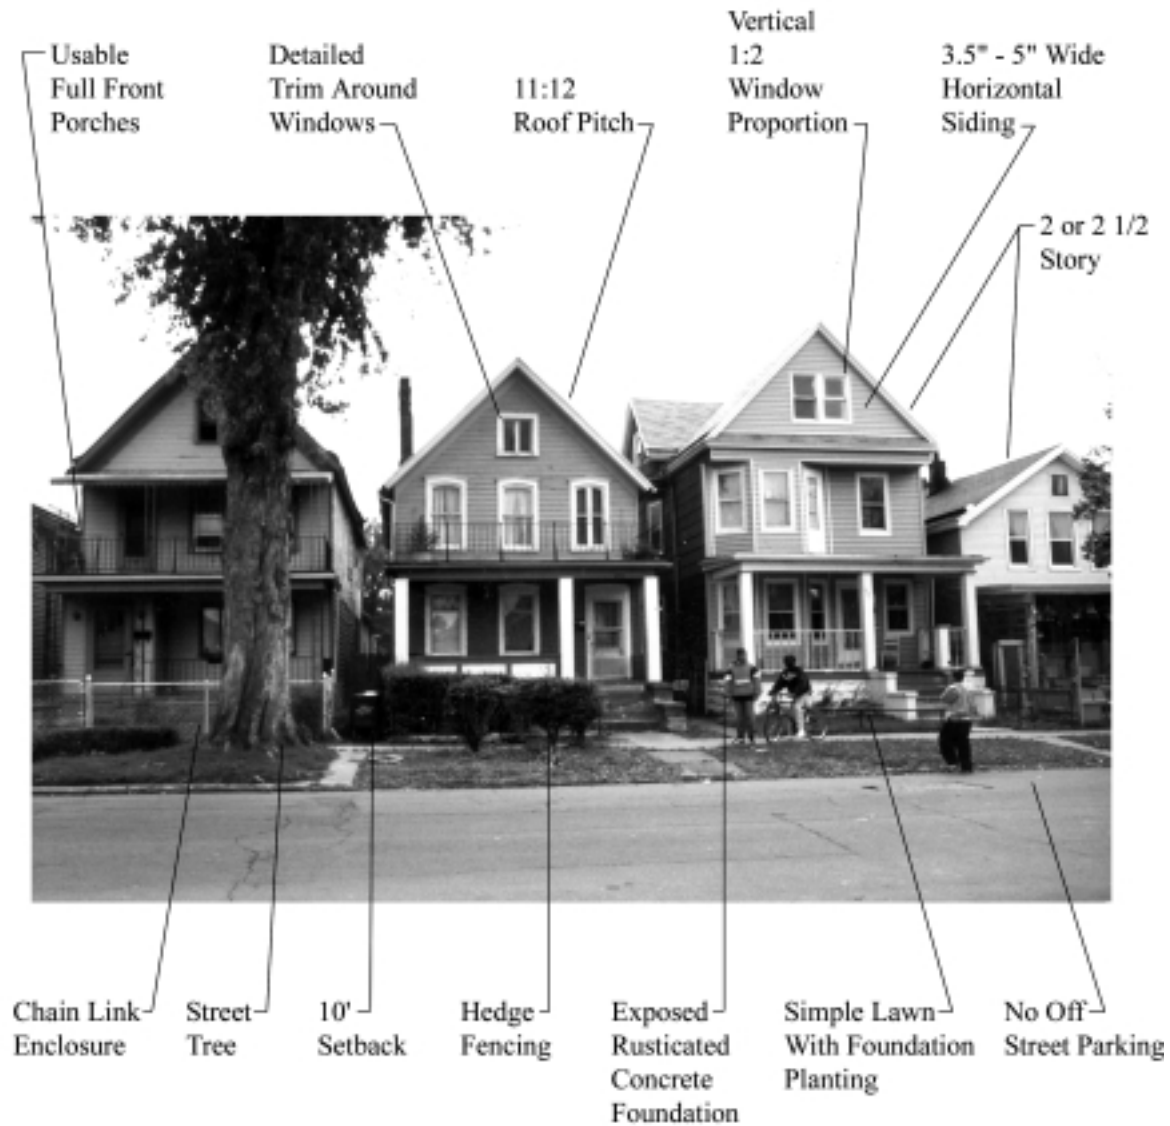 Usable
Full Front
Porches
Detailed
Trim Around
Windows
11:12
Roof Pitch
Vertical
1:2
Window
Proportion
3.5" - 5" Wide
Horizontal
Siding
2 or 2 1/2
Story
Chain Link
Enclosure
Street
Tree
10'
Setback
Hedge
Fencing
Exposed
Rusticated
Concrete
Foundation
Simple Lawn
With Foundation
Planting
No Off
Street Parking